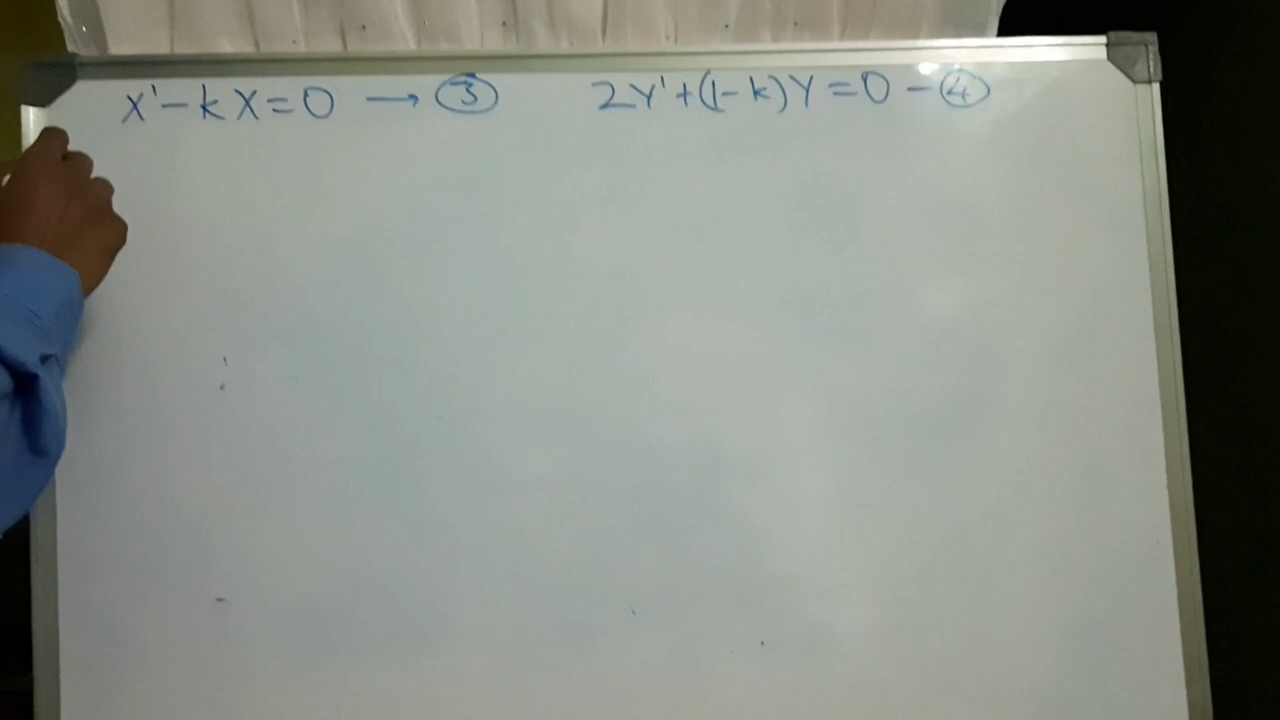 X' - kX = 0 → ③ 2Y' + (1 - k)Y = 0 - ④